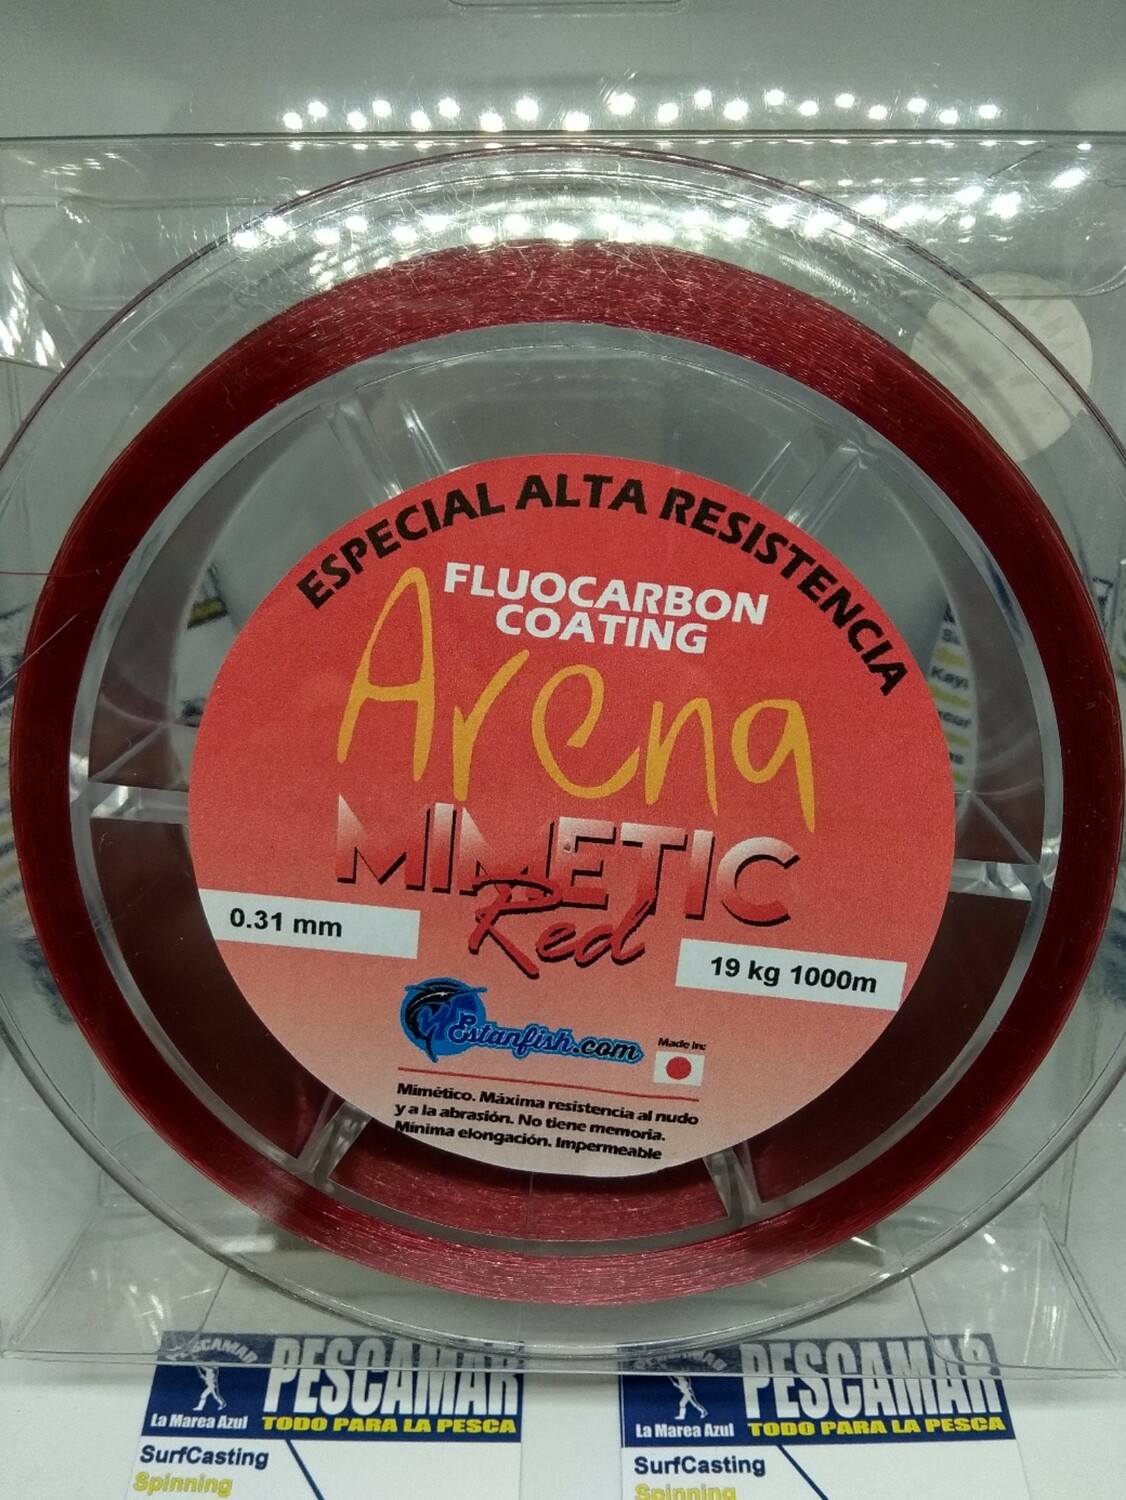 ESPECIAL ALTA RESISTENCIA
FLUOCARBON
COATING
Arena
MIMETIC
Red
0.31 mm
19 kg 1000m
Estanfish.com
Made in:
Mimético. Máxima resistencia al nudo
y a la abrasión. No tiene memoria.
Mínima elongación. Impermeable
PESCAMAR
La Marea Azul
TODO PARA LA PESCA
SurfCasting
Spinning
PESCAMAR
La Marea Azul
TODO PARA LA PESCA
SurfCasting
Spinning